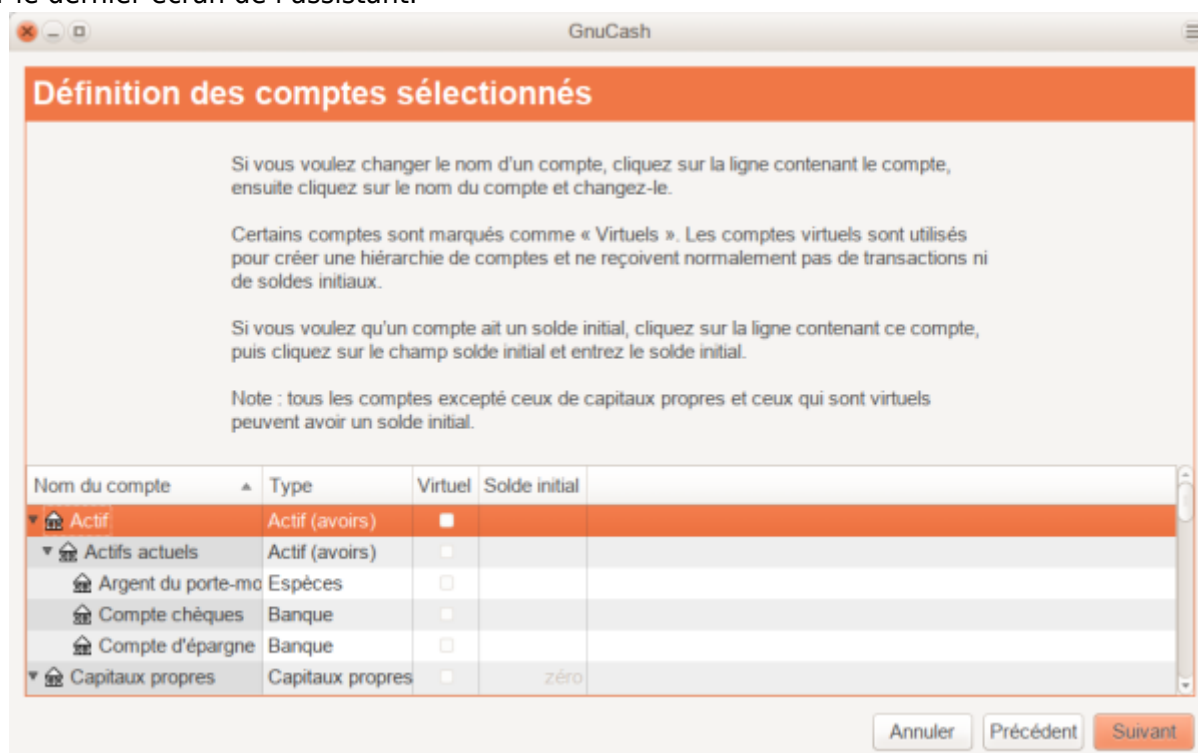 le dernier écran de l'assistant.
GnuCash
Définition des comptes sélectionnés
Si vous voulez changer le nom d'un compte, cliquez sur la ligne contenant le compte,
ensuite cliquez sur le nom du compte et changez-le.
Certains comptes sont marqués comme « Virtuels ». Les comptes virtuels sont utilisés
pour créer une hiérarchie de comptes et ne reçoivent normalement pas de transactions ni
de soldes initiaux.
Si vous voulez qu'un compte ait un solde initial, cliquez sur la ligne contenant ce compte,
puis cliquez sur le champ solde initial et entrez le solde initial.
Note : tous les comptes excepté ceux de capitaux propres et ceux qui sont virtuels
peuvent avoir un solde initial.
Nom du compte Type Virtuel Solde initial
Actif Actif (avoirs)
Actifs actuels Actif (avoirs)
Argent du porte-mo Espèces
Compte chèques Banque
Compte d'épargne Banque
Capitaux propres Capitaux propres zéro
Annuler Précédent Suivant